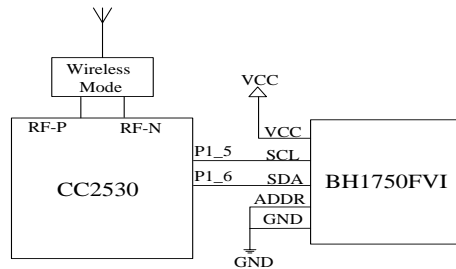 Wireless
Mode
VCC
RF-P RF-N
VCC
P1_5 SCL
P1_6 SDA
CC2530
BH1750FVI
ADDR
GND
GND